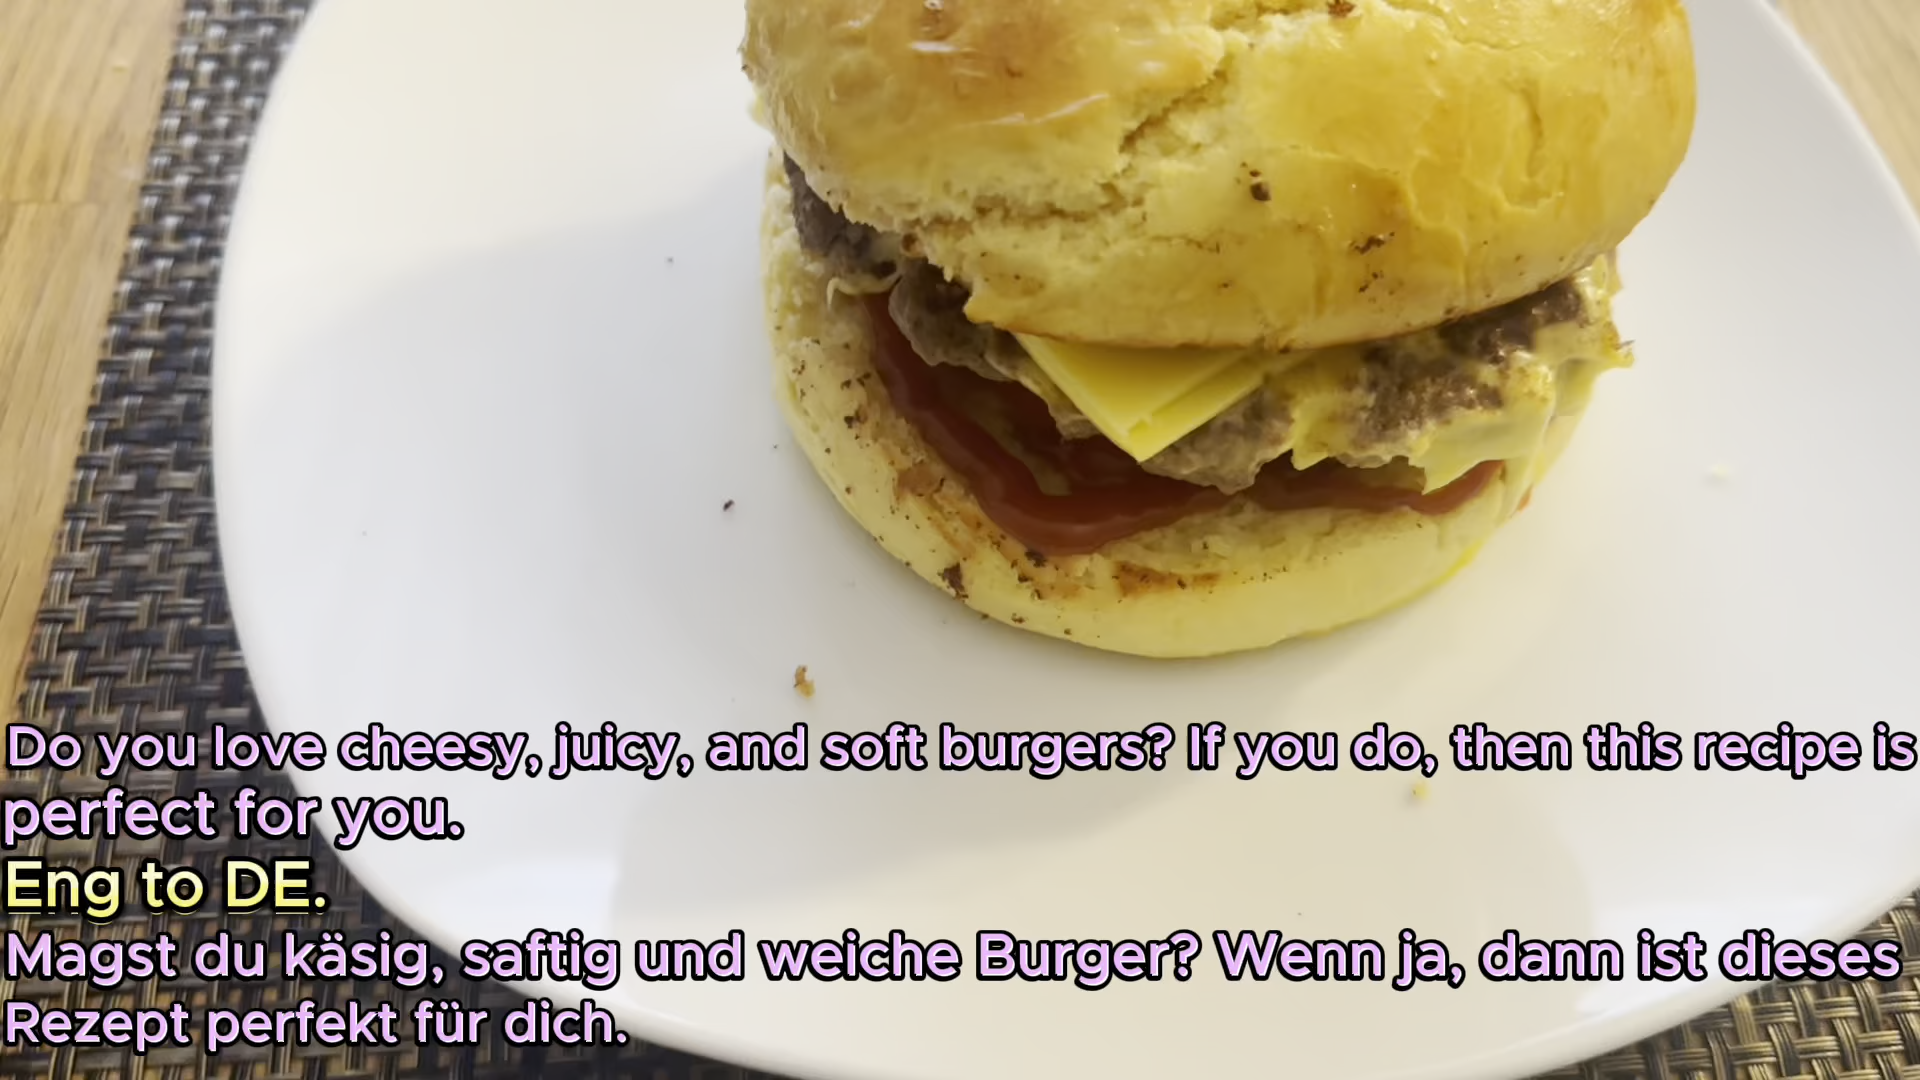 Do you love cheesy, juicy, and soft burgers? If you do, then this recipe is
perfect for you.
Eng to DE.
Magst du käsig, saftig und weiche Burger? Wenn ja, dann ist dieses
Rezept perfekt für dich.